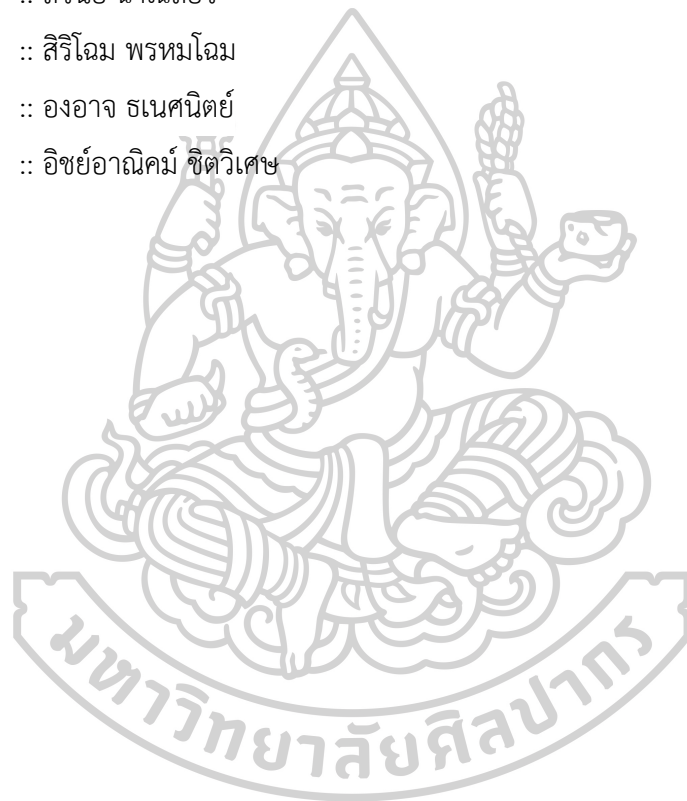 :: สิริโฉม พรหมโฉม
:: องอาจ ธเนศนิตย์
:: อิชย์อาณิคม์ ชิตวิเศษ
มหาวิทยาลัยศิลปากร